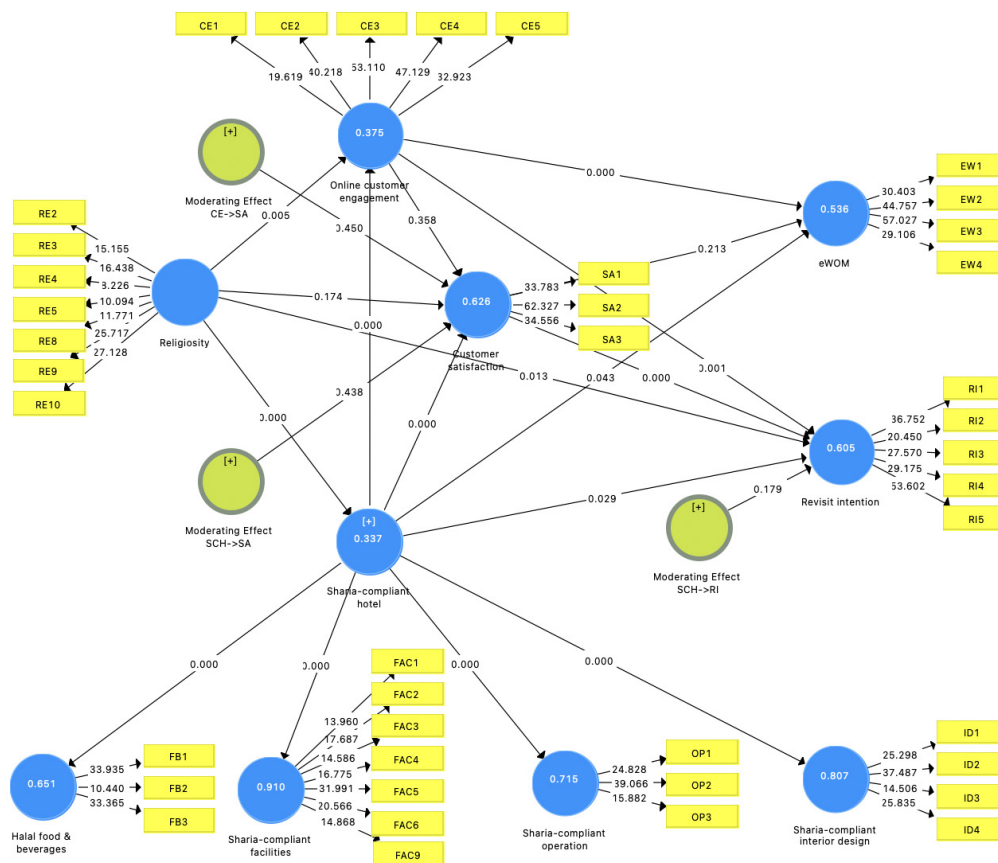 CE1
CE2
CE3
CE4
CE5
19.619
40.218
53.110
47.129
32.923
0.375
Online customer
engagement
[+]
Moderating Effect
CE->SA
0.000
EW1
EW2
EW3
EW4
30.403
44.757
57.027
29.106
0.536
eWOM
RE2
RE3
RE4
RE5
RE8
RE9
RE10
15.155
16.438
10.094
11.771
25.717
27.128
Religiosity
0.005
0.450
0.358
0.174
0.213
0.626
Customer
satisfaction
SA1
SA2
SA3
33.783
62.327
34.556
0.000
0.438
0.000
0.000
0.013
0.043
0.000
0.001
RI1
RI2
RI3
RI4
RI5
36.752
20.450
27.570
29.175
53.602
0.605
Revisit intention
[+]
Moderating Effect
SCH->SA
0.029
0.179
[+]
Moderating Effect
SCH->RI
[+]
0.337
Sharia-compliant
hotel
0.000
0.000
0.000
0.000
FB1
FB2
FB3
33.935
10.440
33.365
0.651
Halal food &
beverages
FAC1
FAC2
FAC3
FAC4
FAC5
FAC6
FAC9
13.960
17.687
14.586
16.775
31.991
20.566
14.868
0.910
Sharia-compliant
facilities
OP1
OP2
OP3
24.828
39.066
15.882
0.715
Sharia-compliant
operation
ID1
ID2
ID3
ID4
25.298
37.487
14.506
25.835
0.807
Sharia-compliant
interior design